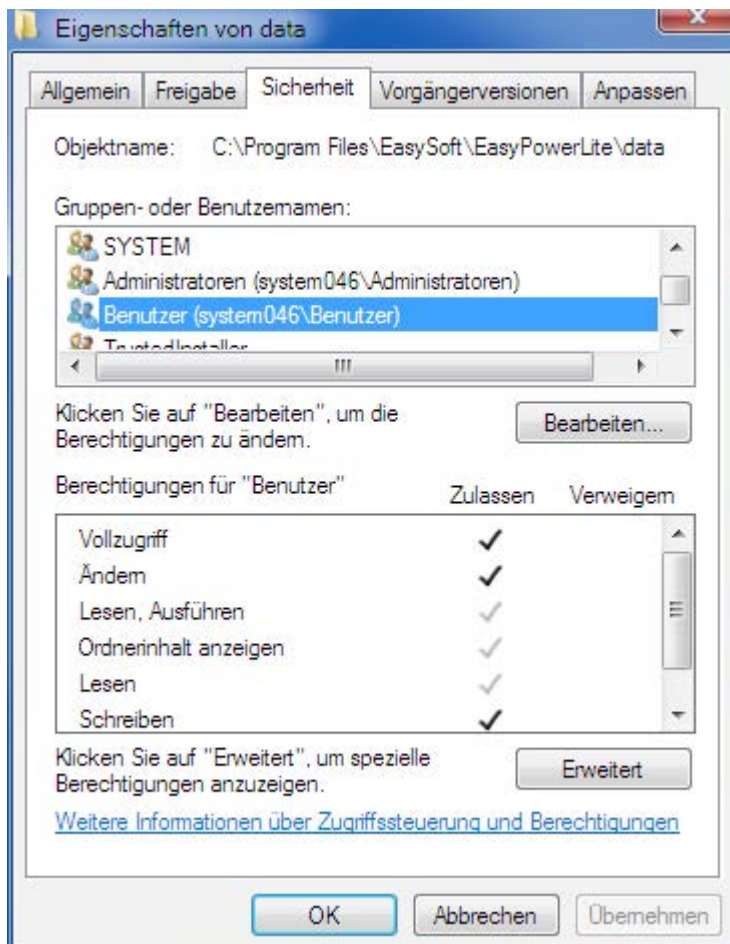 Eigenschaften von data
Allgemein Freigabe Sicherheit Vorgängerversionen Anpassen
Objektname: C:\Program Files\EasySoft\EasyPowerLite\data
Gruppen- oder Benutzernamen:
SYSTEM
Administratoren (system046\Administratoren)
Benutzer (system046\Benutzer)
TrustedInstaller
Klicken Sie auf "Bearbeiten", um die
Berechtigungen zu ändern.
Bearbeiten...
Berechtigungen für "Benutzer" Zulassen Verweigern
Vollzugriff
Ändern
Lesen, Ausführen
Ordnerinhalt anzeigen
Lesen
Schreiben
Klicken Sie auf "Erweitert", um spezielle
Berechtigungen anzuzeigen.
Erweitert
Weitere Informationen über Zugriffssteuerung und Berechtigungen
OK Abbrechen Übernehmen